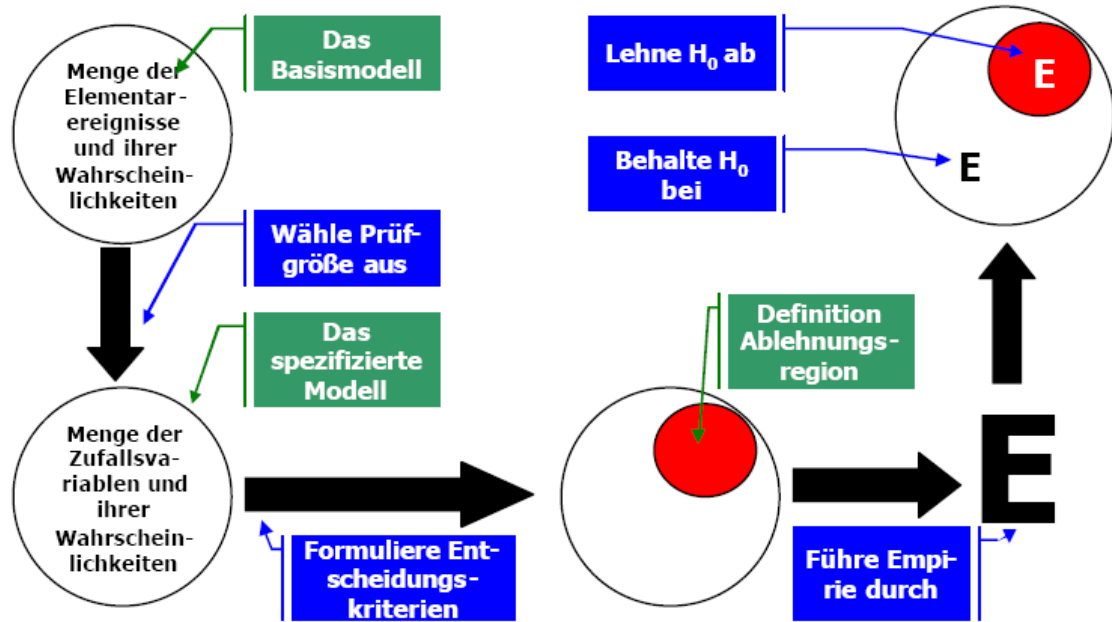 Menge der
Elementar-
ereignisse
und ihrer
Wahrschein-
lichkeiten
Das
Basismodell
Wähle Prüf-
größe aus
Das
spezifizierte
Modell
Menge der
Zufallsva-
riablen und
ihrer
Wahrschein-
lichkeiten
Formuliere Ent-
scheidungs-
kriterien
Definition
Ablehnungs-
region
Führe Empi-
rie durch
E
Lehne H₀ ab
E
Behalte H₀
bei
E